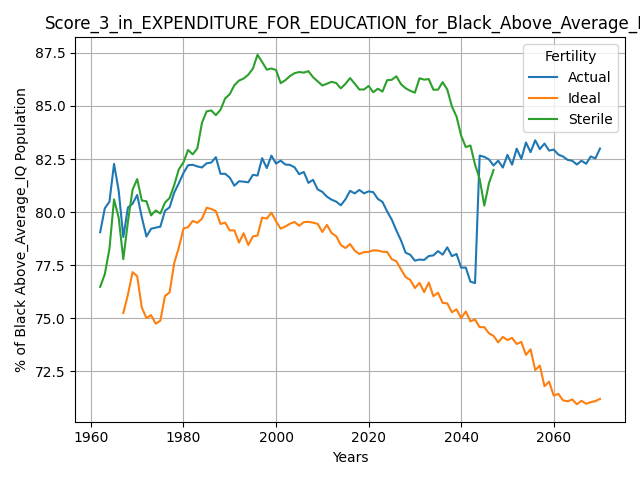 Score_3_in_EXPENDITURE_FOR_EDUCATION_for_Black_Above_Average_
% of Black Above_Average_IQ Population
87.5
85.0
82.5
80.0
77.5
75.0
72.5
Fertility
Actual
Ideal
Sterile
1960
1980
2000
2020
2040
2060
Years